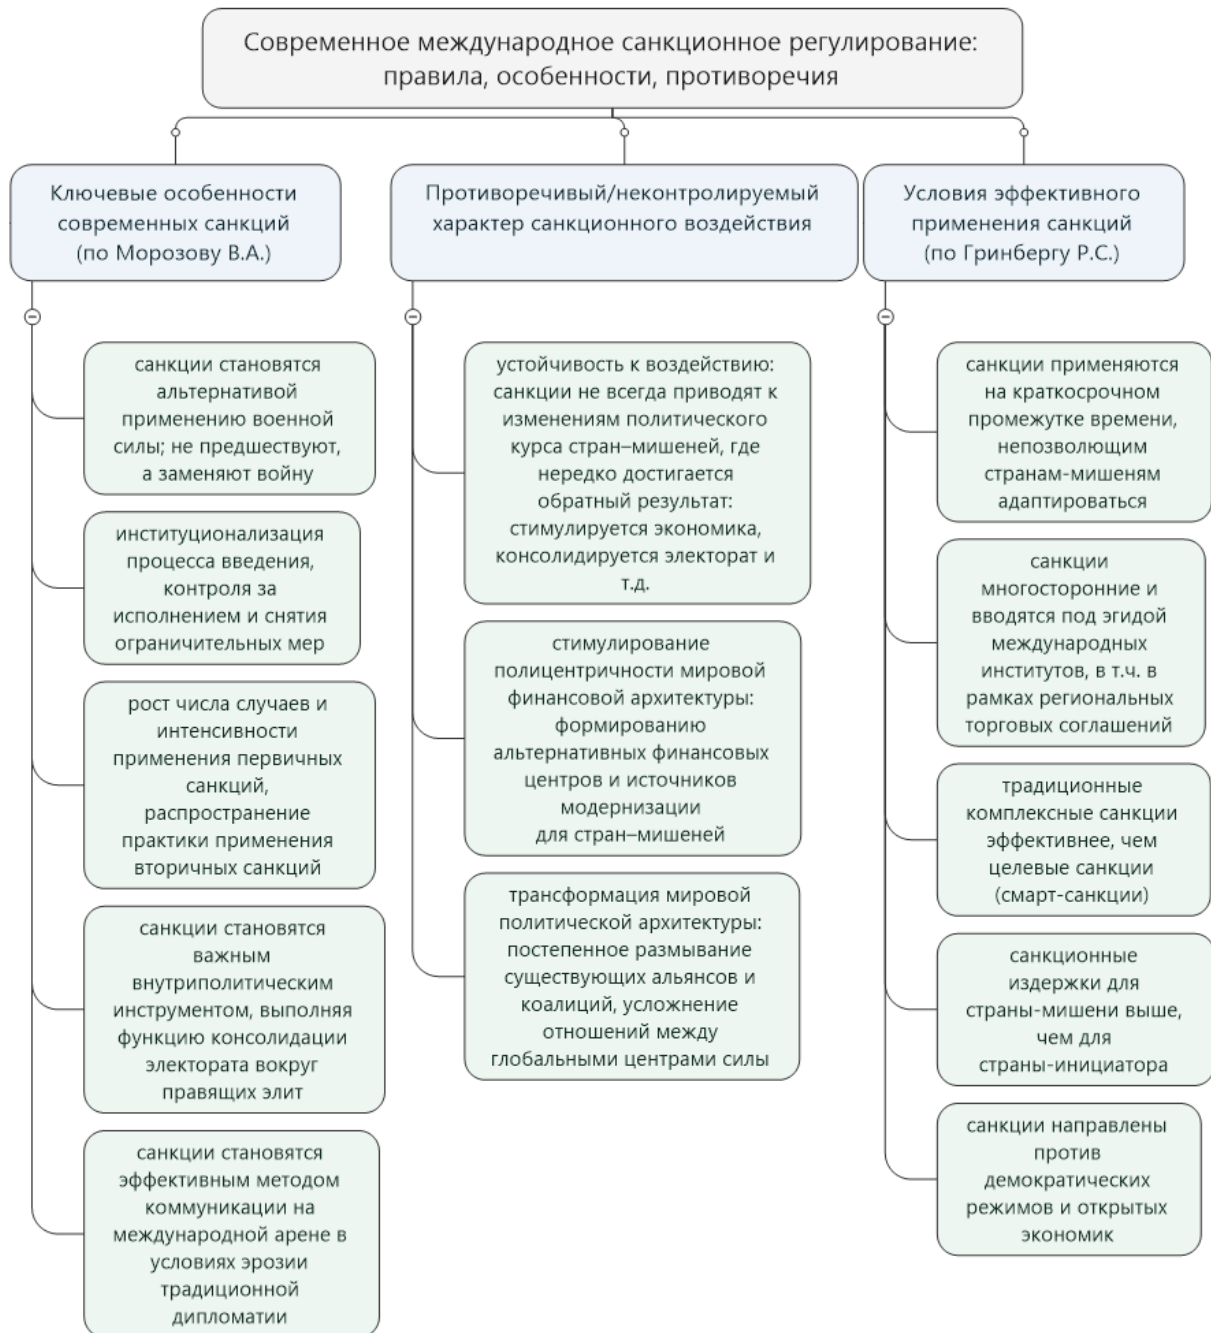 Современное международное санкционное регулирование:
правила, особенности, противоречия
Ключевые особенности
современных санкций
(по Морозову В.А.)
санкции становятся
альтернативой
применению военной
силы; не предшествуют,
а заменяют войну
институционализация
процесса введения,
контроля за
исполнением и снятия
ограничительных мер
рост числа случаев и
интенсивности
применения первичных
санкций,
распространение
практики применения
вторичных санкций
санкции становятся
важным
внутриполитическим
инструментом, выполняя
функцию консолидации
электората вокруг
правящих элит
санкции становятся
эффективным методом
коммуникации на
международной арене в
условиях эрозии
традиционной
дипломатии
Противоречивый/неконтролируемый
характер санкционного воздействия
устойчивость к воздействию:
санкции не всегда приводят к
изменениям политического
курса стран–мишеней, где
нередко достигается
обратный результат:
стимулируется экономика,
консолидируется электорат и
т.д.
стимулирование
полицентричности мировой
финансовой архитектуры:
формированию
альтернативных финансовых
центров и источников
модернизации
для стран–мишеней
трансформация мировой
политической архитектуры:
постепенное размывание
существующих альянсов и
коалиций, усложнение
отношений между
глобальными центрами силы
Условия эффективного
применения санкций
(по Гринбергу Р.С.)
санкции применяются
на краткосрочном
промежутке времени,
непозволющим
странам-мишеням
адаптироваться
санкции
многосторонние и
вводятся под эгидой
международных
институтов, в т.ч. в
рамках региональных
торговых соглашений
традиционные
комплексные санкции
эффективнее, чем
целевые санкции
(смарт-санкции)
санкционные
издержки для
страны-мишени выше,
чем для
страны-инициатора
санкции направлены
против
демократических
режимов и открытых
экономик